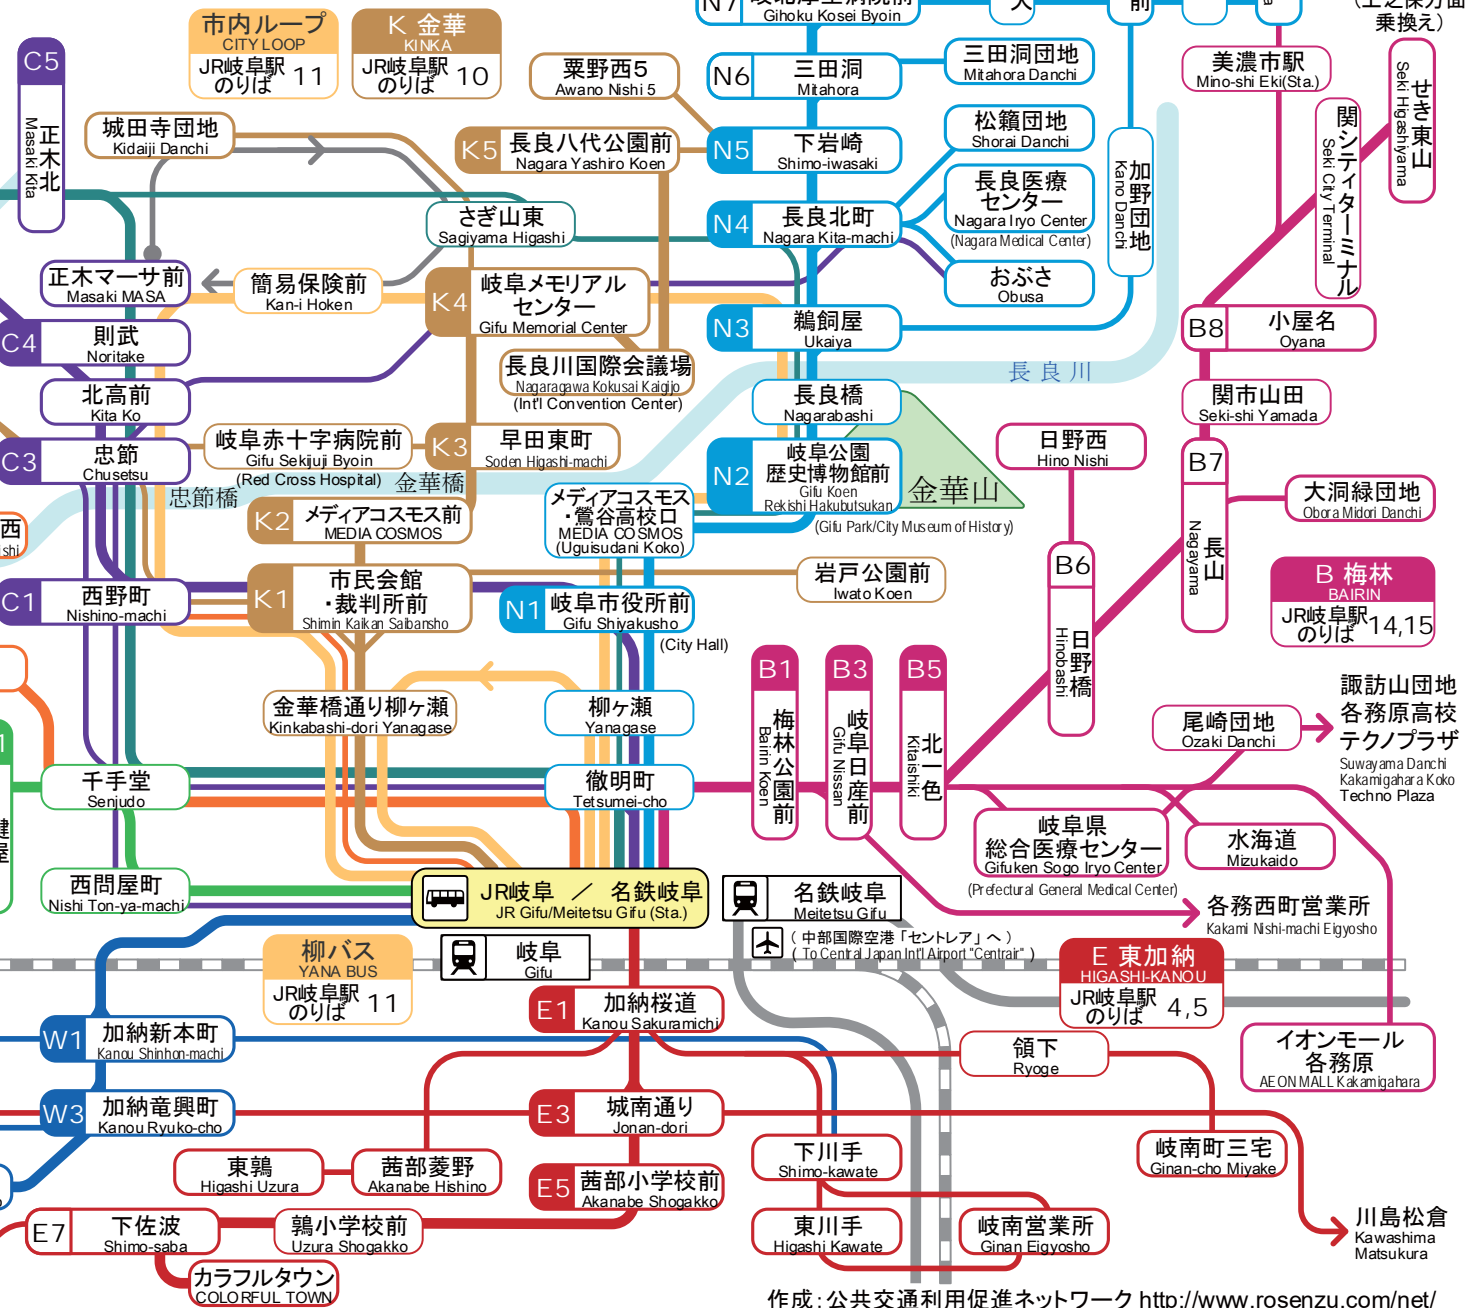 N7
Gihoku Kosei Byoin
乗換え）
市内ループ
CITY LOOP
JR岐阜駅
のりば 11
K 金華
KINKA
JR岐阜駅
のりば 10
C5
正木北
Masaki Kita
粟野西5
Awano Nishi 5
N6
三田洞
Mitahora
三田洞団地
Mitahora Danchi
美濃市駅
Mino-shi Eki(Sta.)
せき東山
Seki Higashiyama
関シティターミナル
Seki City Terminal
城田寺団地
Kidaiji Danchi
K5
長良八代公園前
Nagara Yashiro Koen
N5
下岩崎
Shimo-iwasaki
松籟団地
Shorai Danchi
加野団地
Kano Danchi
長良医療
センター
Nagara Iryo Center
(Nagara Medical Center)
さぎ山東
Sagiyama Higashi
N4
長良北町
Nagara Kita-machi
おぶさ
Obusa
正木マーサ前
Masaki MASA
簡易保険前
Kan-i Hoken
K4
岐阜メモリアル
センター
Gifu Memorial Center
N3
鵜飼屋
Ukaiya
B8
小屋名
Oyana
C4
則武
Noritake
長良川国際会議場
Nagaragawa Kokusai Kaigijo
(Int'l Convention Center)
長良川
北高前
Kita Ko
長良橋
Nagarabashi
関市山田
Seki-shi Yamada
C3
忠節
Chusetsu
岐阜赤十字病院前
Gifu Sekijuji Byoin
(Red Cross Hospital)
K3
早田東町
Soden Higashi-machi
N2
岐阜公園
歴史博物館前
Gifu Koen
Rekishi Hakubutsukan
(Gifu Park/City Museum of History)
金華山
日野西
Hino Nishi
B7
長山
Nagayama
大洞緑団地
Obora Midori Danchi
忠節橋
金華橋
K2
メディアコスモス前
MEDIA COSMOS
メディアコスモス
・鶯谷高校口
MEDIA COSMOS
(Uguisudani Koko)
西
shi
C1
西野町
Nishino-machi
K1
市民会館
・裁判所前
Shimin Kaikan Saibansho
N1
岐阜市役所前
Gifu Shiyakusho
(City Hall)
岩戸公園前
Iwato Koen
B6
日野橋
Hinobashi
B 梅林
BAIRIN
JR岐阜駅
のりば 14,15
B1
梅林公園前
Bairin Koen
B3
岐阜日産前
Gifu Nissan
B5
北一色
Kitaishiki
金華橋通り柳ヶ瀬
Kinkabashi-dori Yanagase
柳ヶ瀬
Yanagase
尾崎団地
Ozaki Danchi
諏訪山団地
各務原高校
テクノプラザ
Suwayama Danchi
Kakamigahara Koko
Techno Plaza
千手堂
Senjudo
徹明町
Tetsumei-cho
岐阜県
総合医療センター
Gifuken Sogo Iryo Center
(Prefectural General Medical Center)
水海道
Mizukaido
西問屋町
Nishi Ton-ya-machi
JR岐阜 ／ 名鉄岐阜
JR Gifu/Meitetsu Gifu (Sta.)
名鉄岐阜
Meitetsu Gifu
各務西町営業所
Kakami Nishi-machi Eigyosho
柳バス
YANA BUS
JR岐阜駅
のりば 11
岐阜
Gifu
（ 中部国際空港「セントレア」へ ）
( To Central Japan Int'l Airport "Centrair" )
E 東加納
HIGASHI-KANOU
JR岐阜駅
のりば 4,5
W1
加納新本町
Kanou Shinhon-machi
E1
加納桜道
Kanou Sakuramichi
領下
Ryoge
イオンモール
各務原
AEON MALL Kakamigahara
W3
加納竜興町
Kanou Ryuko-cho
E3
城南通り
Jonan-dori
下川手
Shimo-kawate
岐南町三宅
Ginan-cho Miyake
東鶉
Higashi Uzura
茜部菱野
Akanabe Hishino
E5
茜部小学校前
Akanabe Shogakko
E7
下佐波
Shimo-saba
鶉小学校前
Uzura Shogakko
東川手
Higashi Kawate
岐南営業所
Ginan Eigyosho
川島松倉
Kawashima
Matsukura
カラフルタウン
COLORFUL TOWN
作成：公共交通利用促進ネットワーク http://www.rosenzu.com/net/